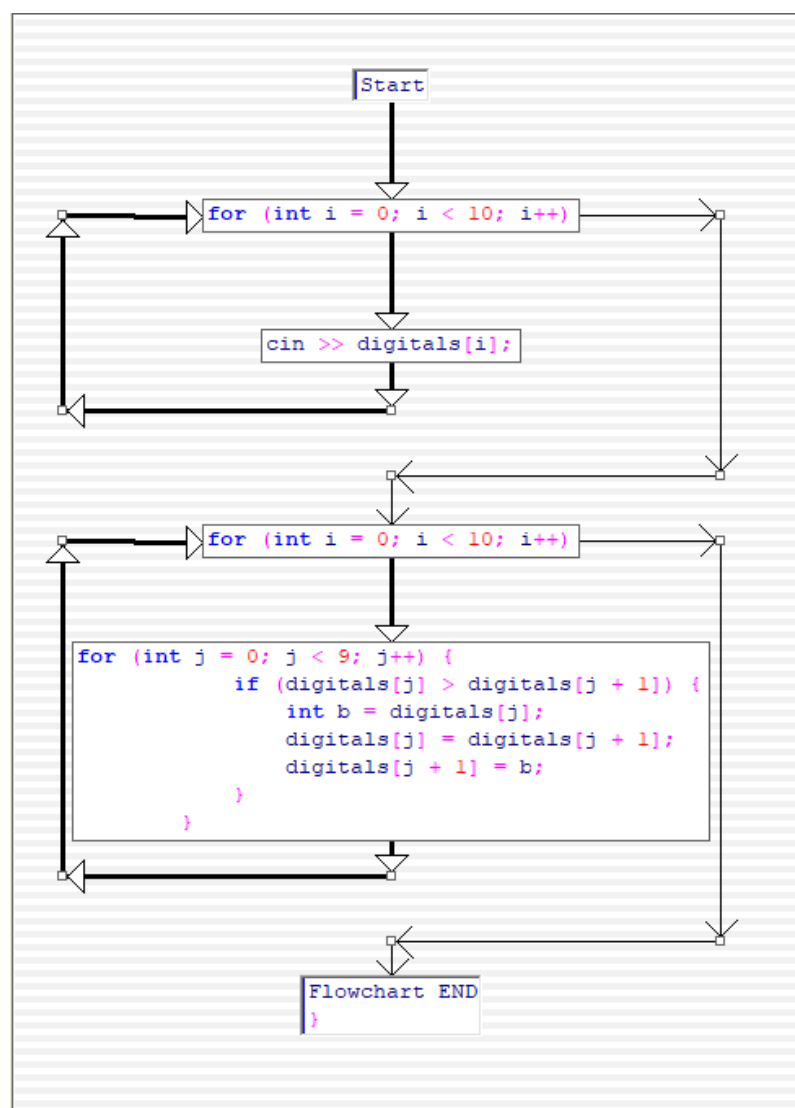 Start
for (int i = 0; i < 10; i++)
cin >> digitals[i];
for (int i = 0; i < 10; i++)
for (int j = 0; j < 9; j++) {
if (digitals[j] > digitals[j + 1]) {
int b = digitals[j];
digitals[j] = digitals[j + 1];
digitals[j + 1] = b;
}
}
Flowchart END
}